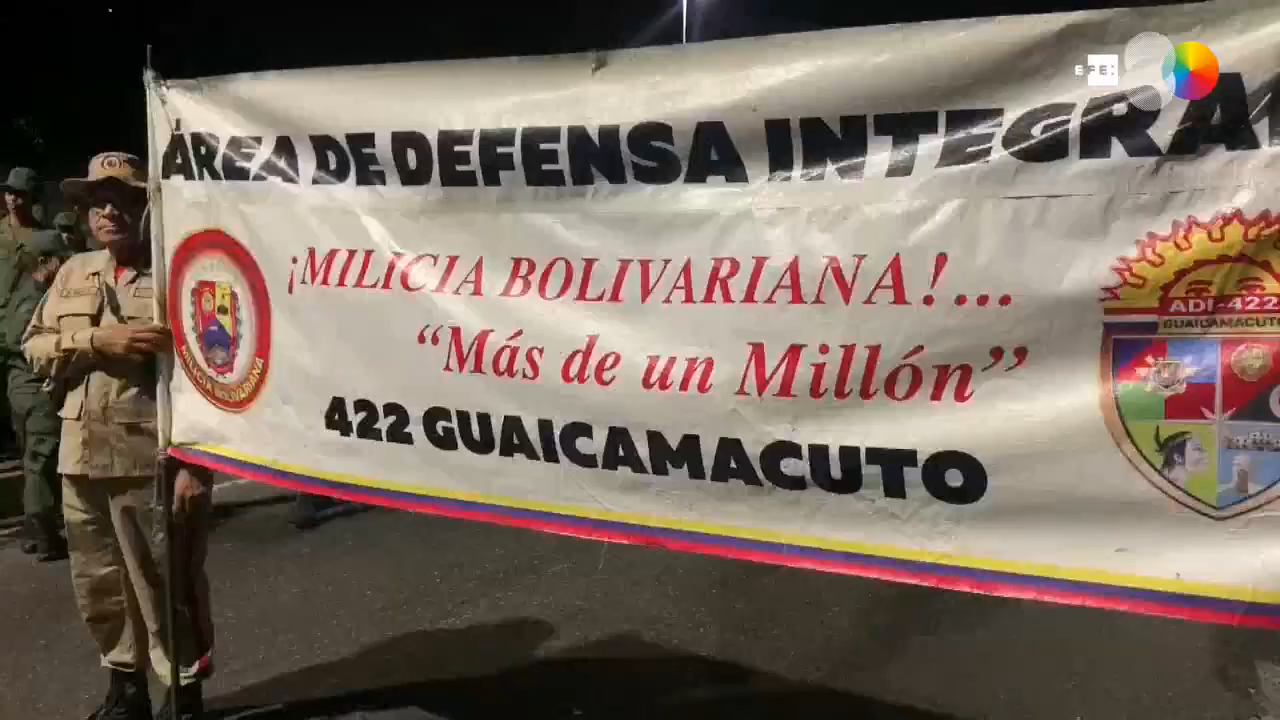 EFE:
ÁREA DE DEFENSA INTEGRA
¡MILICIA BOLIVARIANA!...
“Más de un Millón”
422 GUAICAMACUTO
MILICIA BOLIVARIANA
ADI-422
GUAICAMACUTO